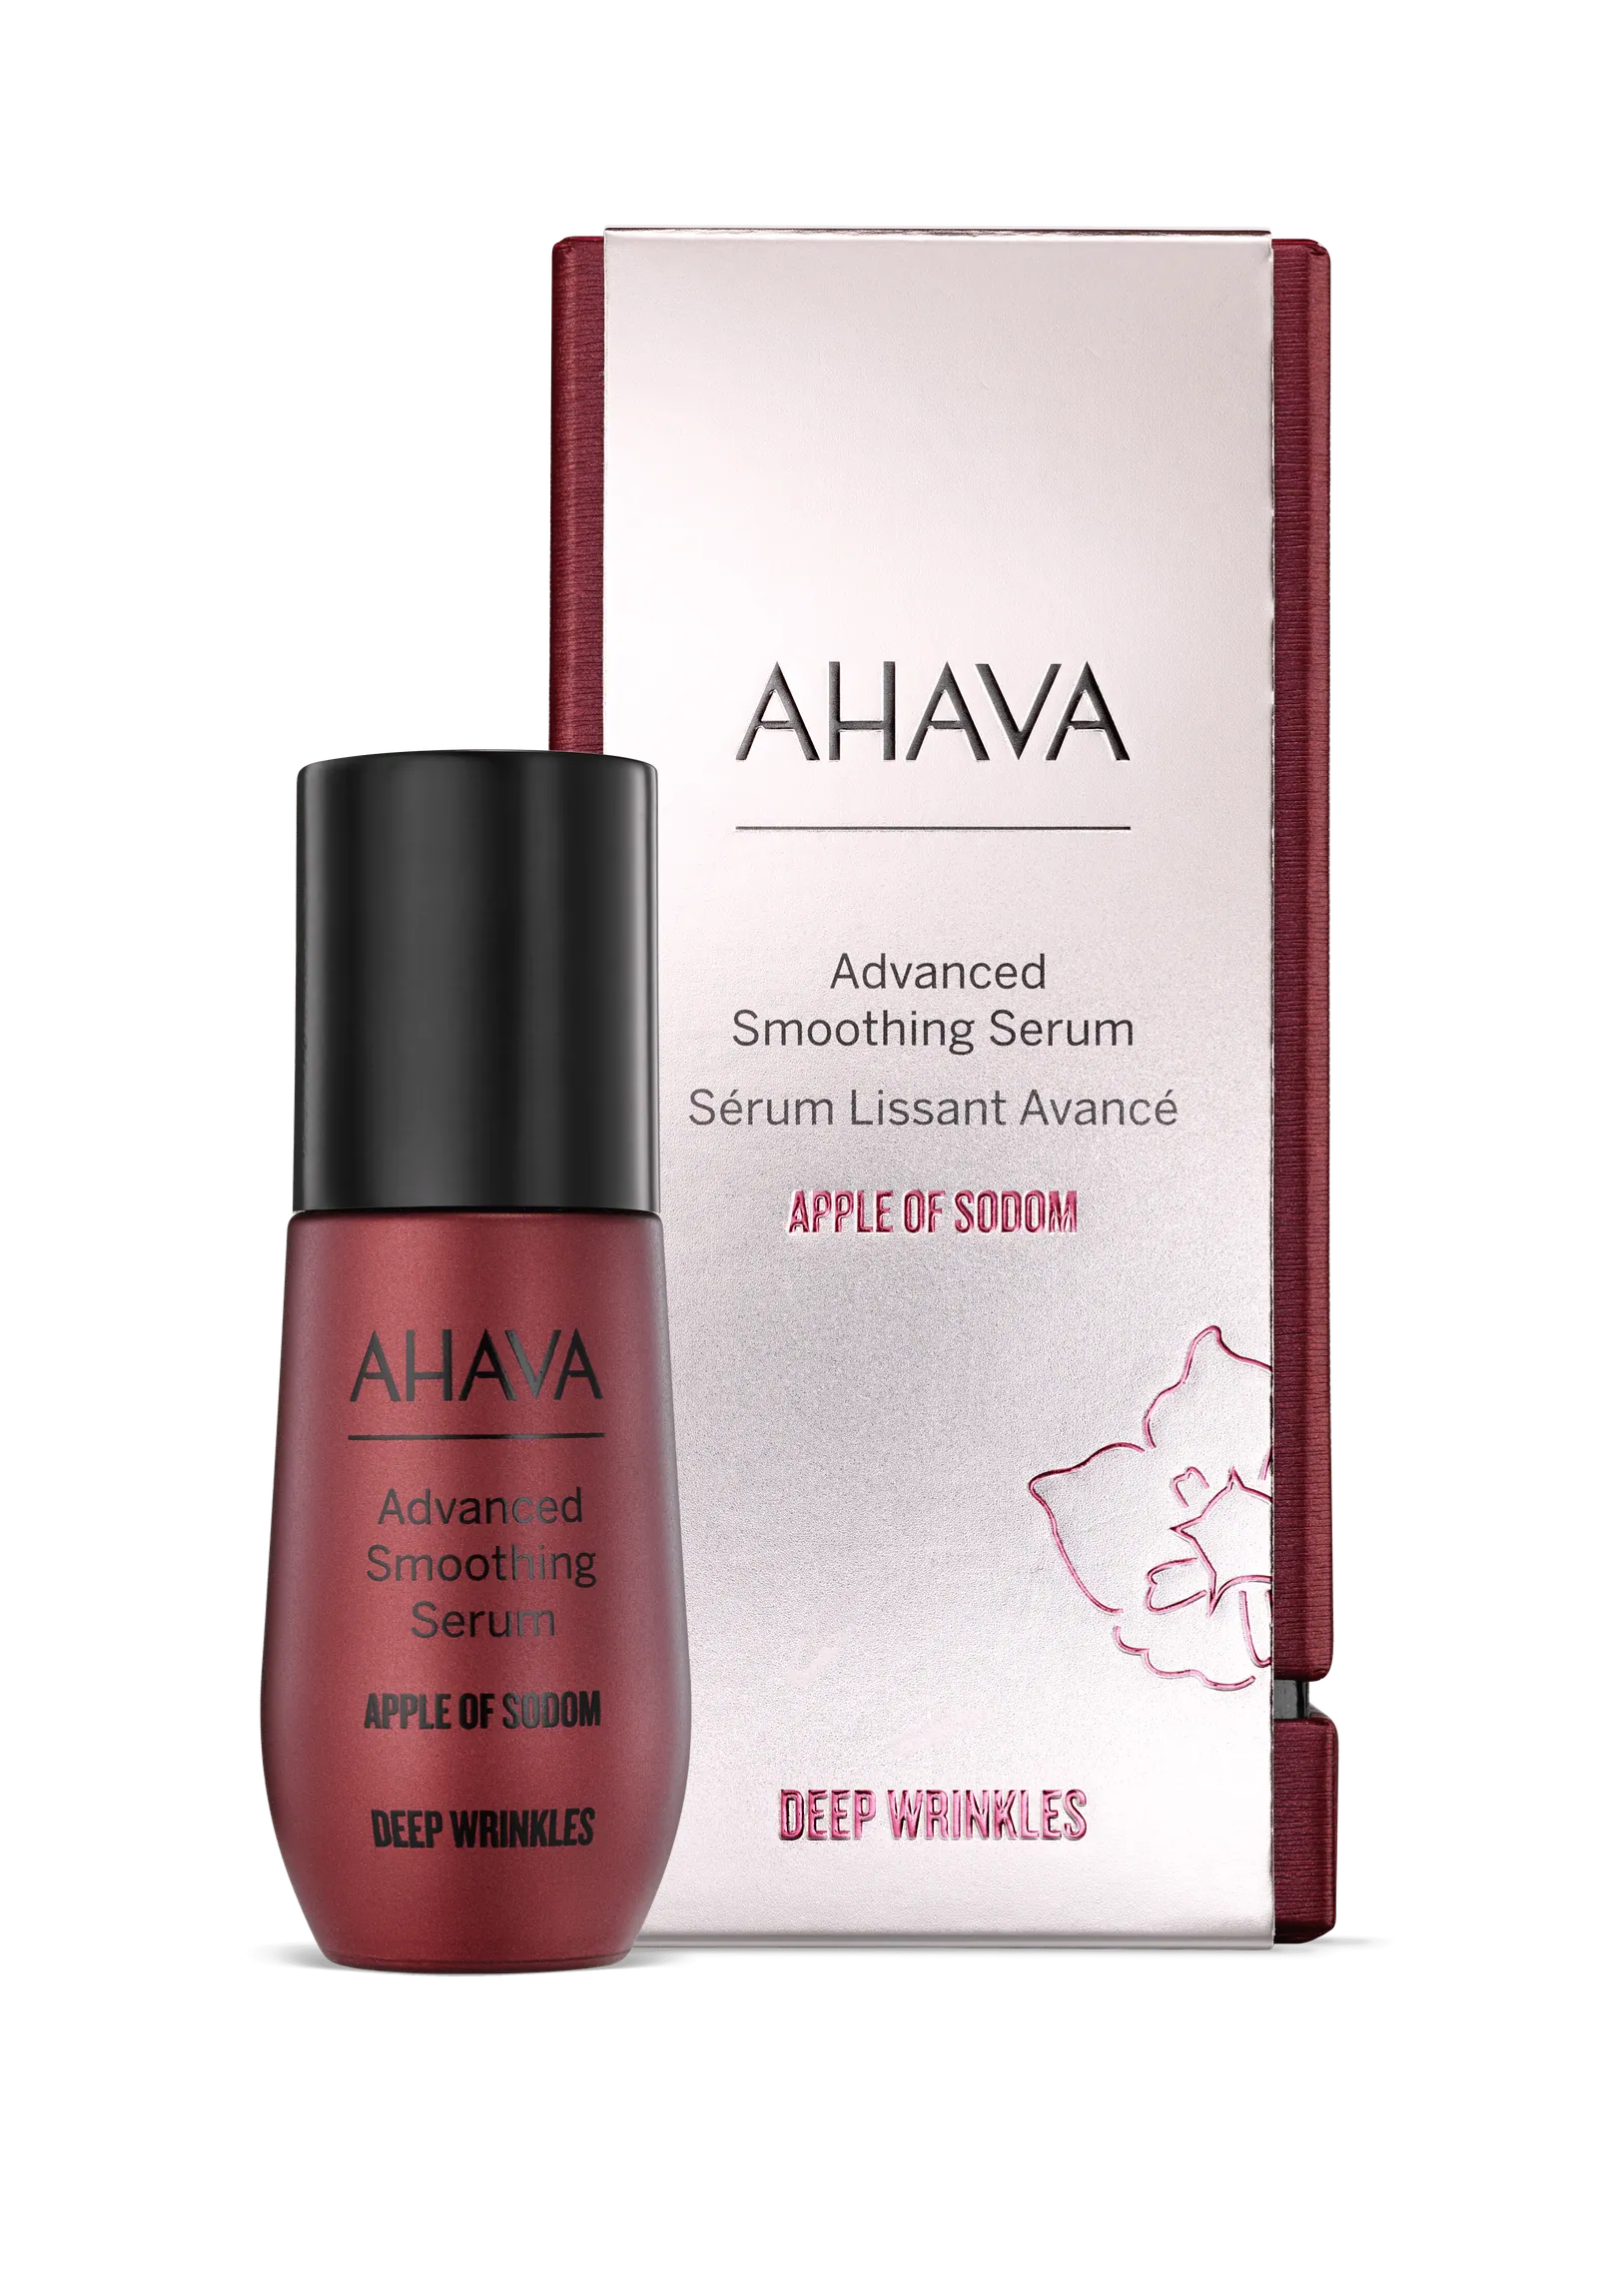 AHAVA
Advanced
Smoothing Serum
Sérum Lissant Avancé
APPLE OF SODOM
DEEP WRINKLES
AHAVA
Advanced
Smoothing
Serum
APPLE OF SODOM
DEEP WRINKLES